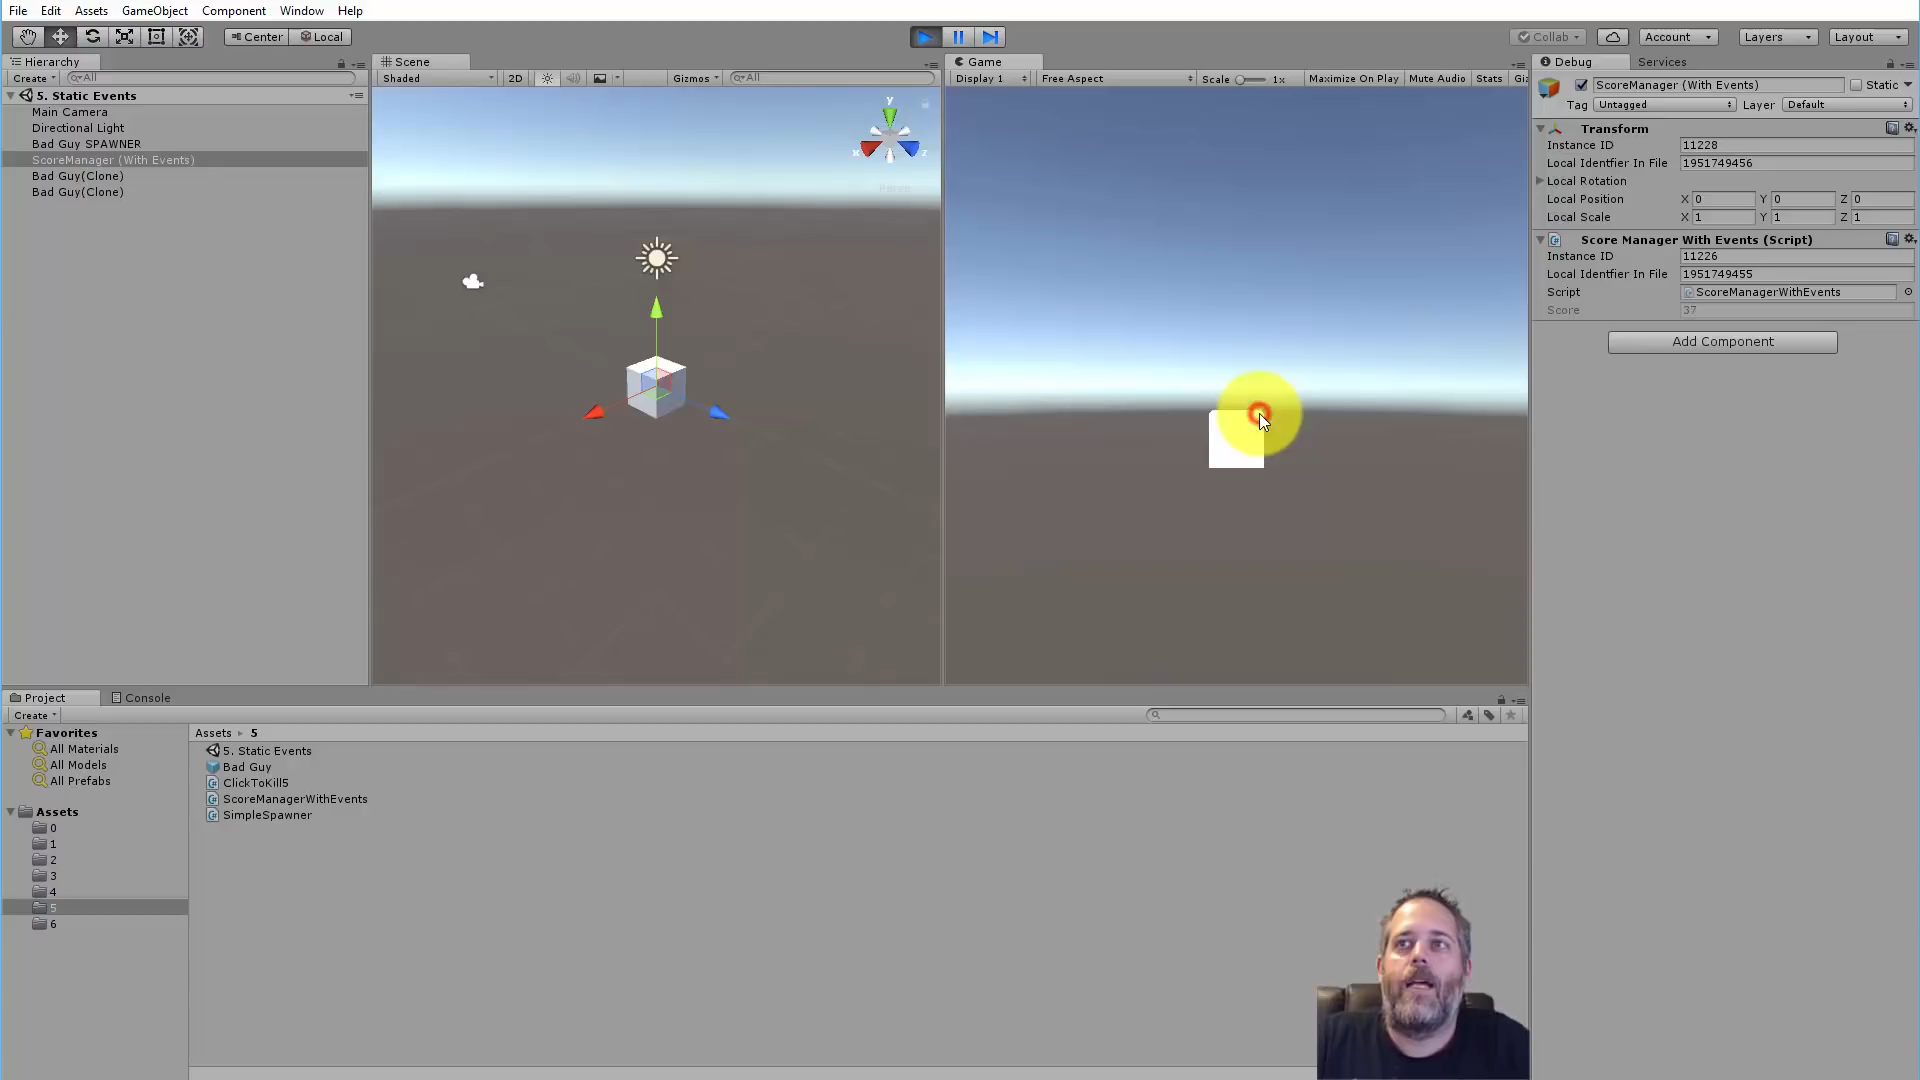 File Edit Assets GameObject Component Window Help
Center Local Collab Account Layers Layout
Hierarchy
Create All
5. Static Events
Main Camera
Directional Light
Bad Guy SPAWNER
ScoreManager (With Events)
Bad Guy(Clone)
Bad Guy(Clone)
Scene
Shaded 2D Gizmos All
y
x z
Persp
Game
Display 1 Free Aspect Scale 1x Maximize On Play Mute Audio Stats Giz
Debug Services
ScoreManager (With Events) Static
Tag Untagged Layer Default
Transform
Instance ID 11228
Local Identfier In File 1951749456
Local Rotation
Local Position X 0 Y 0 Z 0
Local Scale X 1 Y 1 Z 1
Score Manager With Events (Script)
Instance ID 11226
Local Identfier In File 1951749455
Script ScoreManagerWithEvents
Score 37
Add Component
Project Console
Create
Favorites
All Materials
All Models
All Prefabs
Assets
0
1
2
3
4
5
6
Assets 5
5. Static Events
Bad Guy
ClickToKill5
ScoreManagerWithEvents
SimpleSpawner